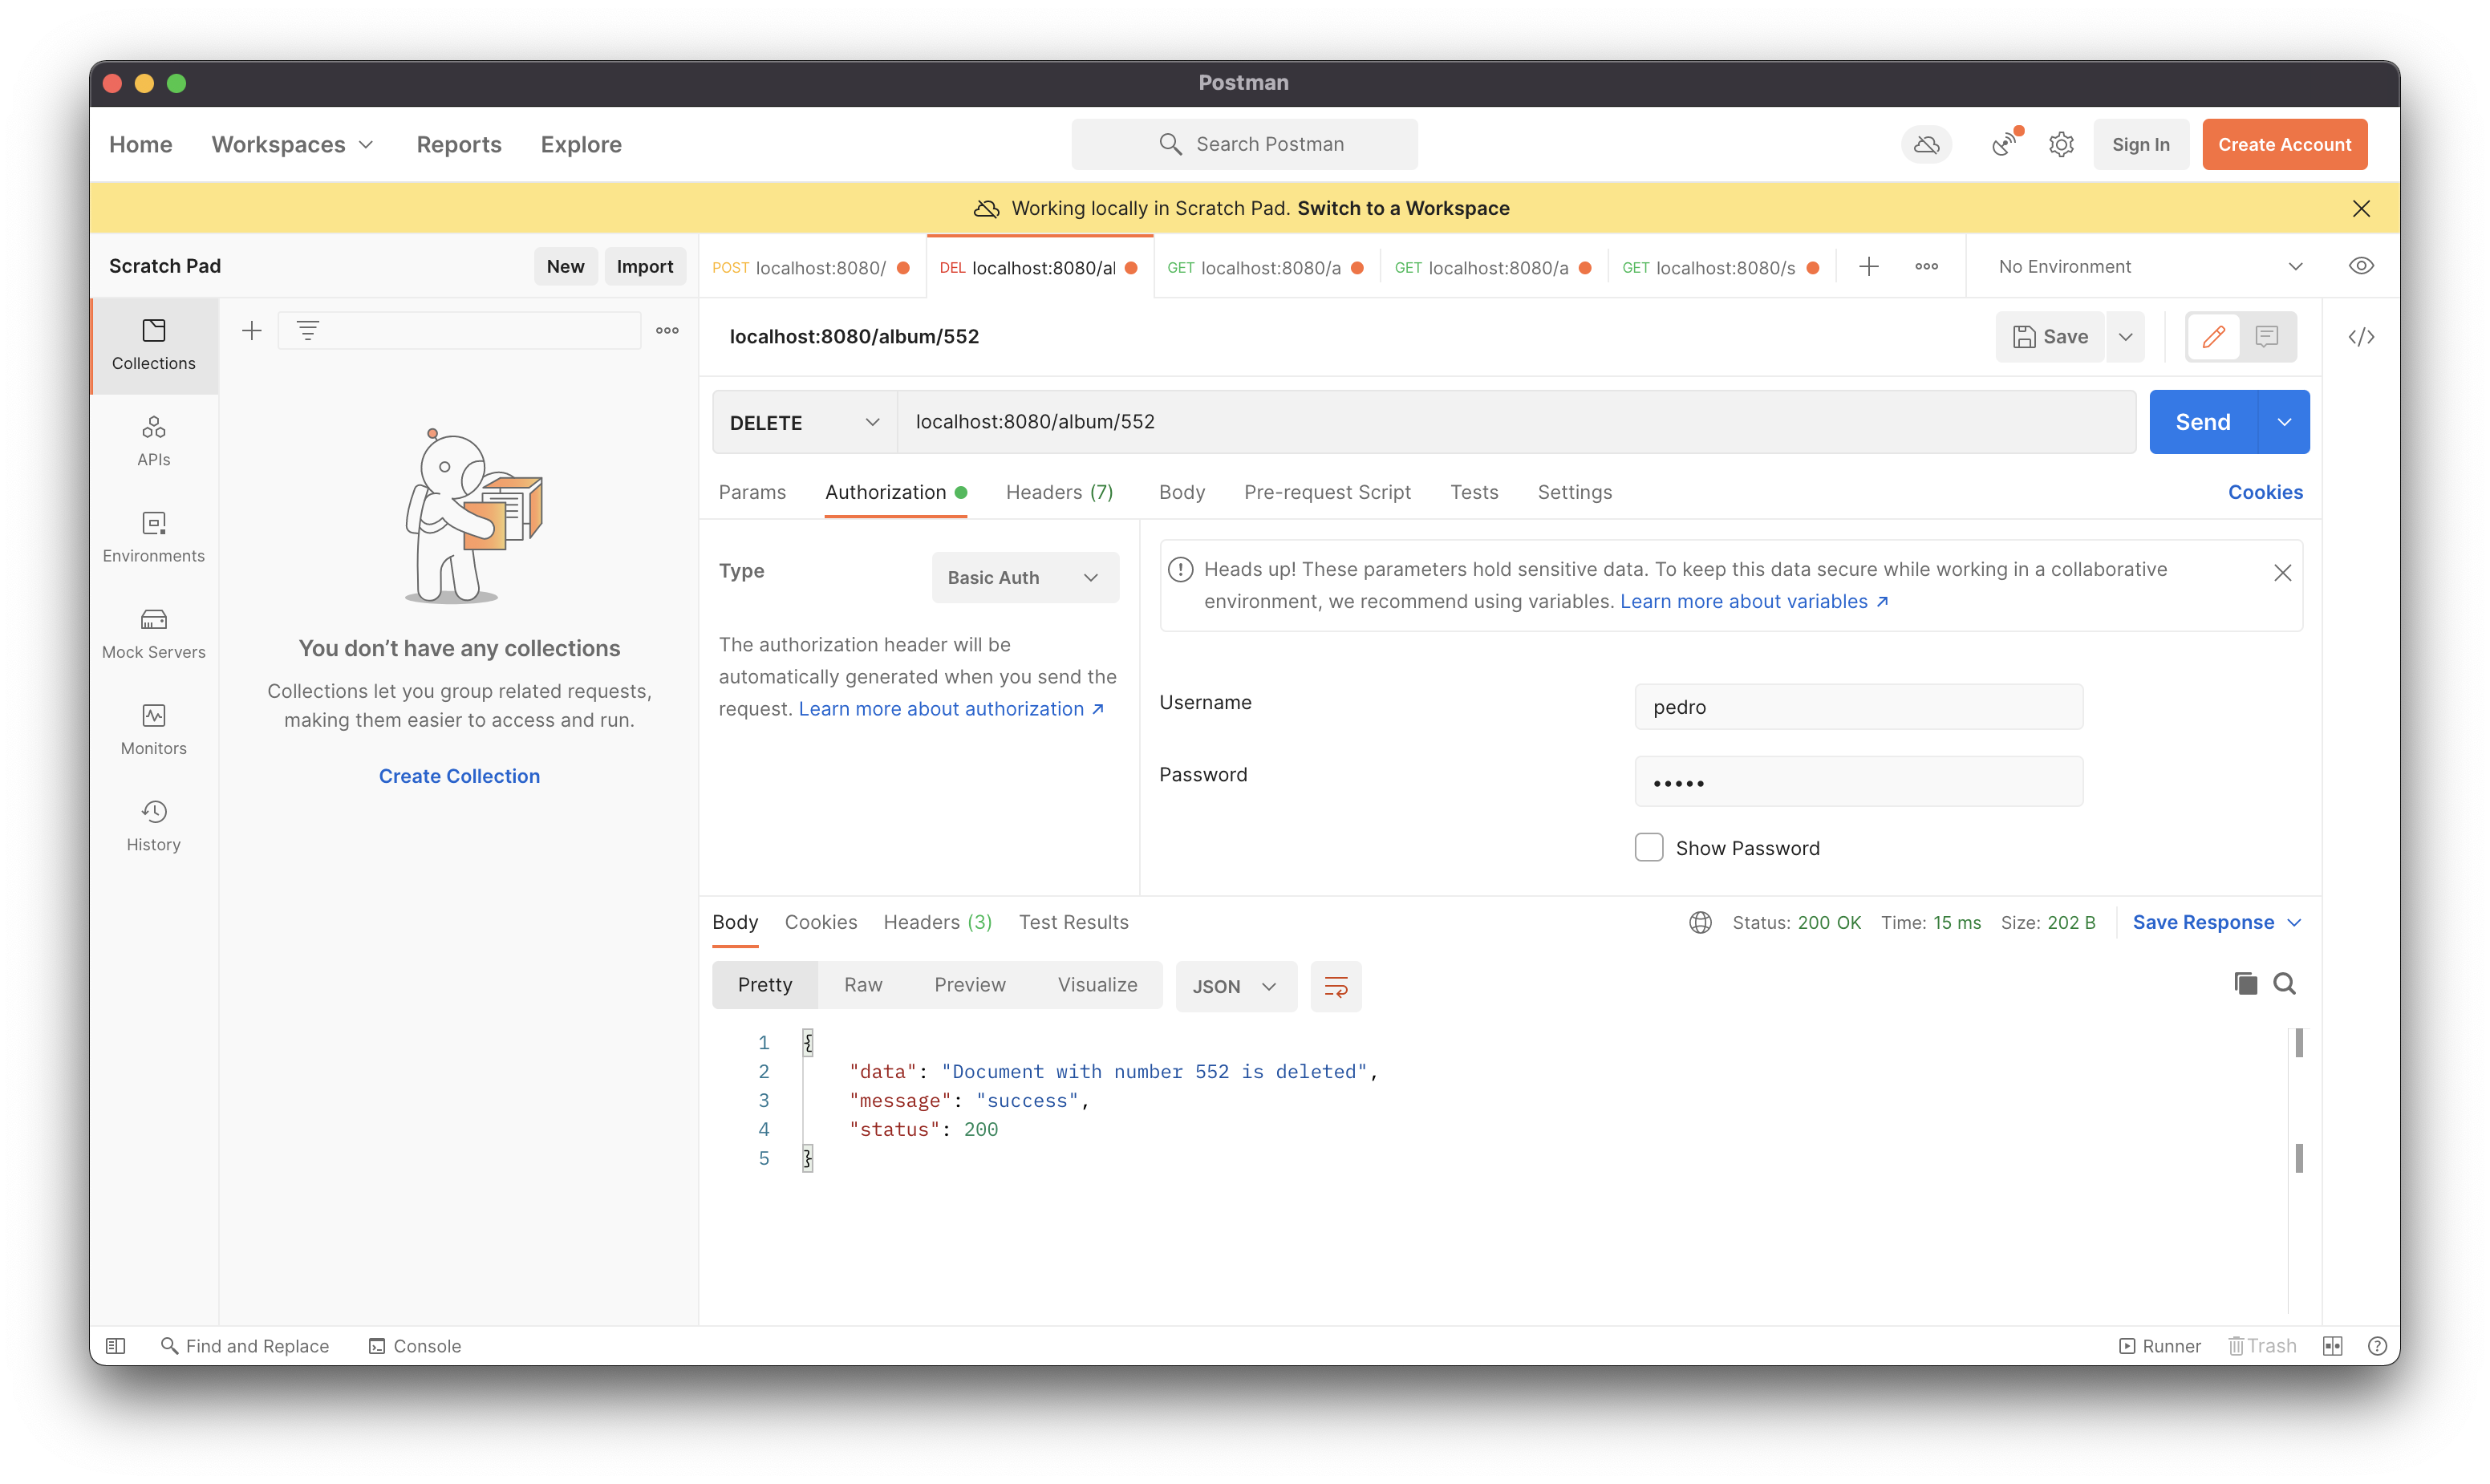 Postman
Home Workspaces Reports Explore
Search Postman
Sign In Create Account
Working locally in Scratch Pad. Switch to a Workspace
Scratch Pad New Import
POST localhost:8080/
DEL localhost:8080/al
GET localhost:8080/a
GET localhost:8080/a
GET localhost:8080/s
No Environment
Collections
APIs
Environments
Mock Servers
Monitors
History
You don’t have any collections
Collections let you group related requests,
making them easier to access and run.
Create Collection
localhost:8080/album/552
Save
DELETE localhost:8080/album/552
Send
Params Authorization Headers (7) Body Pre-request Script Tests Settings Cookies
Type Basic Auth
The authorization header will be
automatically generated when you send the
request. Learn more about authorization ↗
Heads up! These parameters hold sensitive data. To keep this data secure while working in a collaborative
environment, we recommend using variables. Learn more about variables ↗
Username pedro
Password •••••
Show Password
Body Cookies Headers (3) Test Results
Status: 200 OK Time: 15 ms Size: 202 B Save Response
Pretty Raw Preview Visualize JSON
1 {
2 "data": "Document with number 552 is deleted",
3 "message": "success",
4 "status": 200
5 }
Find and Replace Console
Runner Trash